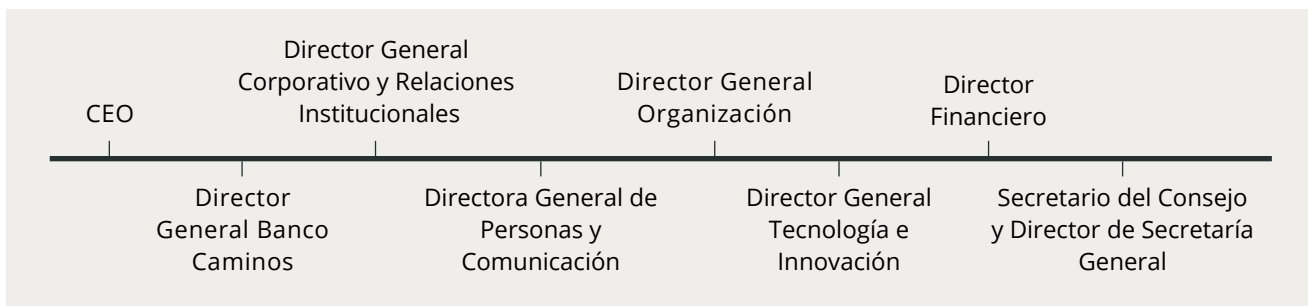 CEO
Director General
Corporativo y Relaciones
Institucionales
Director General
Organización
Director
Financiero
Director
General Banco
Caminos
Directora General de
Personas y
Comunicación
Director General
Tecnología e
Innovación
Secretario del Consejo
y Director de Secretaría
General